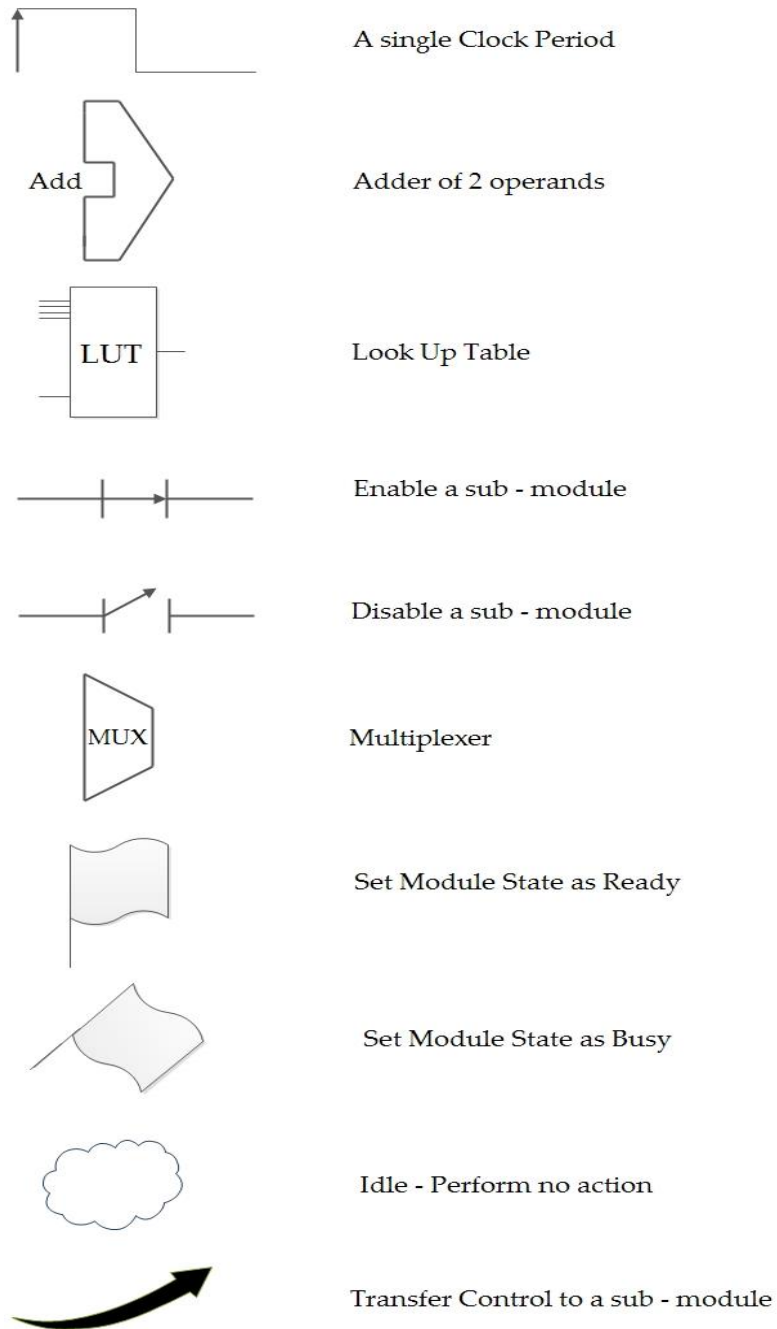 A single Clock Period
Add
Adder of 2 operands
LUT
Look Up Table
Enable a sub - module
Disable a sub - module
MUX
Multiplexer
Set Module State as Ready
Set Module State as Busy
Idle - Perform no action
Transfer Control to a sub - module